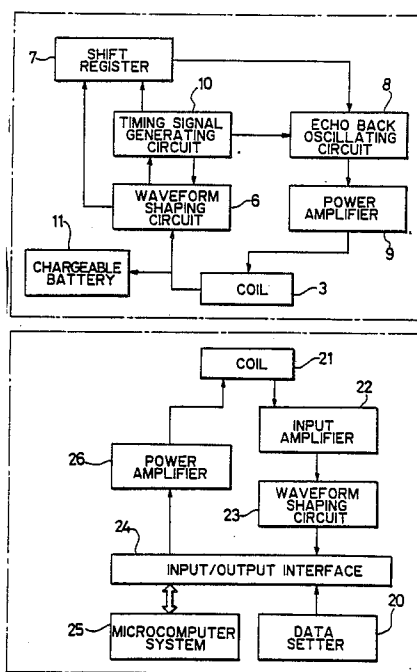 7
SHIFT
REGISTER
10
TIMING SIGNAL
GENERATING
CIRCUIT
8
ECHO BACK
OSCILLATING
CIRCUIT
WAVEFORM
SHAPING
CIRCUIT
6
POWER
AMPLIFIER
9
11
CHARGEABLE
BATTERY
COIL
3
COIL
21
22
INPUT
AMPLIFIER
26
POWER
AMPLIFIER
WAVEFORM
SHAPING
CIRCUIT
23
24
INPUT/OUTPUT INTERFACE
20
25
MICROCOMPUTER
SYSTEM
DATA
SETTER